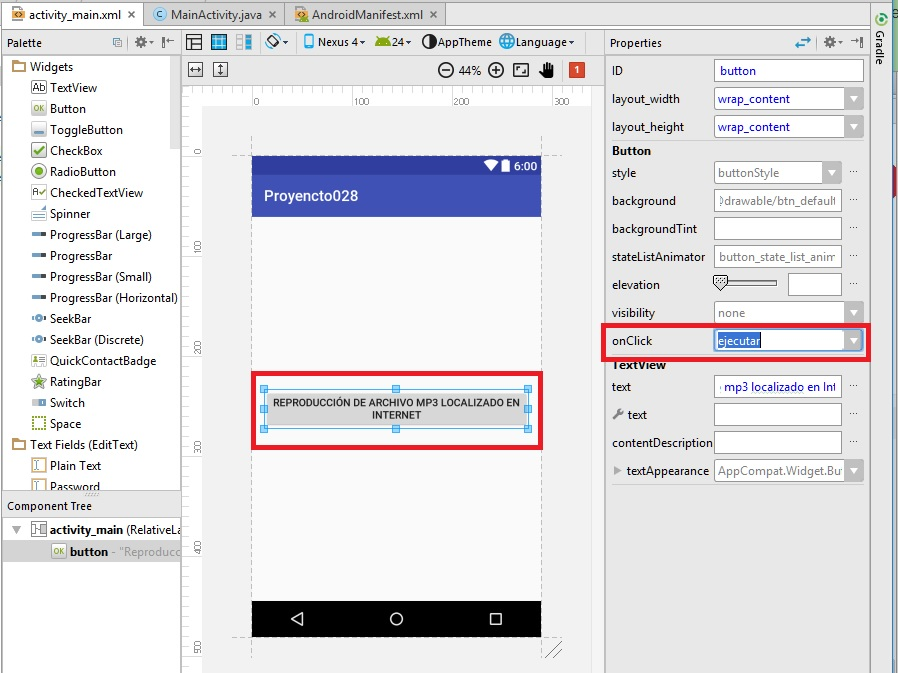 activity_main.xml
MainActivity.java
AndroidManifest.xml
Palette
Nexus 4
24
AppTheme
Language
Properties
Gradle
44%
1
Widgets
Ab TextView
OK Button
ToggleButton
CheckBox
RadioButton
CheckedTextView
Spinner
ProgressBar (Large)
ProgressBar
ProgressBar (Small)
ProgressBar (Horizontal)
SeekBar
SeekBar (Discrete)
QuickContactBadge
RatingBar
Switch
Space
Text Fields (EditText)
Plain Text
Password
Component Tree
activity_main (RelativeLa
OK button - "Reproducc
0 100 200 300
0
100
200
300
400
500
6:00
Proyencto028
REPRODUCCIÓN DE ARCHIVO MP3 LOCALIZADO EN
INTERNET
ID button
layout_width wrap_content
layout_height wrap_content
Button
style buttonStyle
background @drawable/btn_default
backgroundTint
stateListAnimator button_state_list_anim
elevation
visibility none
onClick ejecutar
TextView
text mp3 localizado en Int
text
contentDescription
textAppearance AppCompat.Widget.Bu